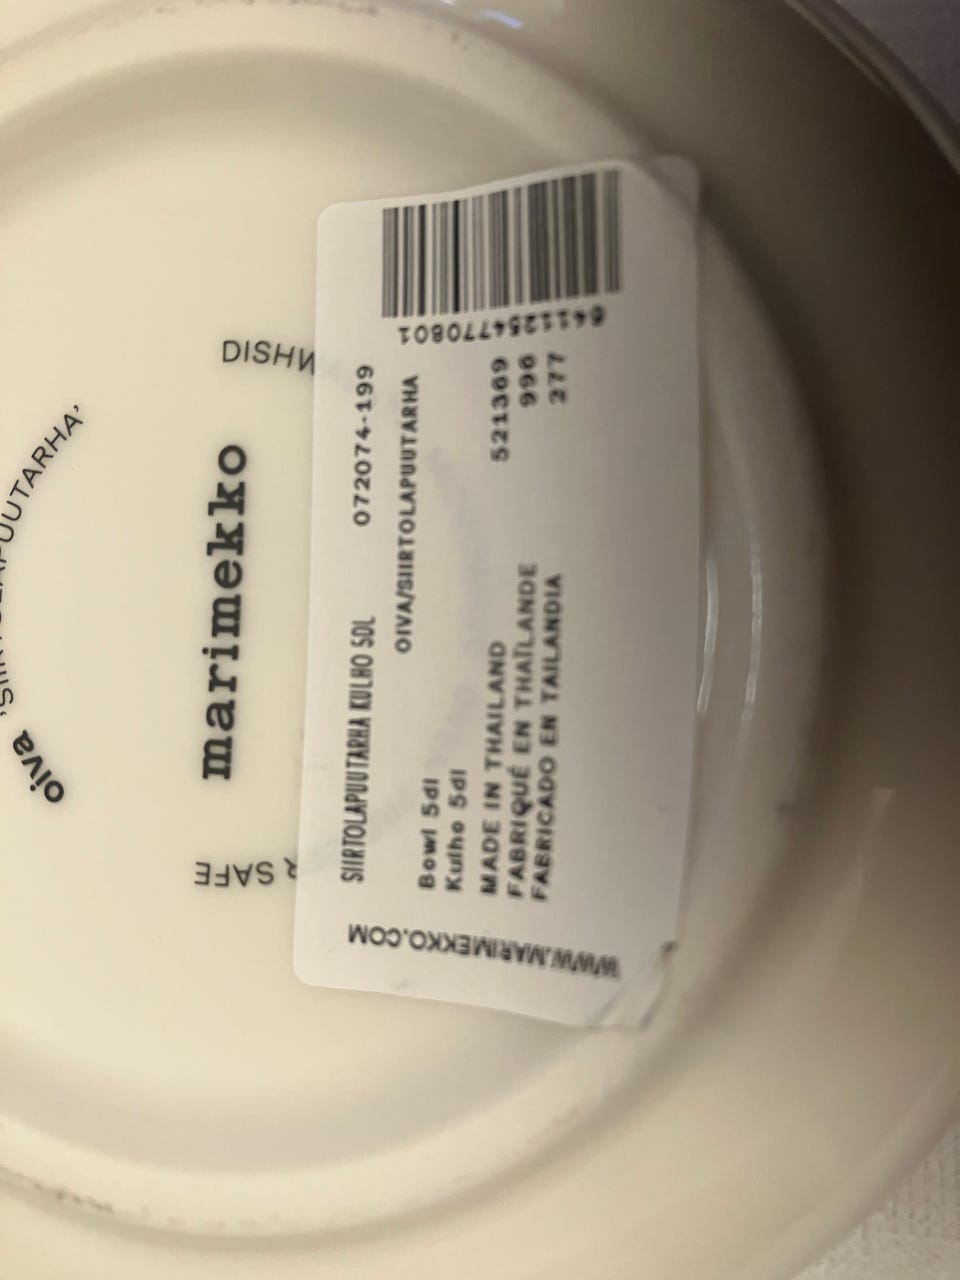 oiva 'SIIRTOLAPUUTARHA'
DISHW
marimekko
R SAFE
SIIRTOLAPUUTARHA KULHO 5DL 072074-199
OIVA/SIIRTOLAPUUTARHA
Bowl 5dl
Kulho 5dl
MADE IN THAILAND 521369
FABRIQUÉ EN THAÏLANDE 996
FABRICADO EN TAILANDIA 277
6411254770801
WWW.MARIMEKKO.COM